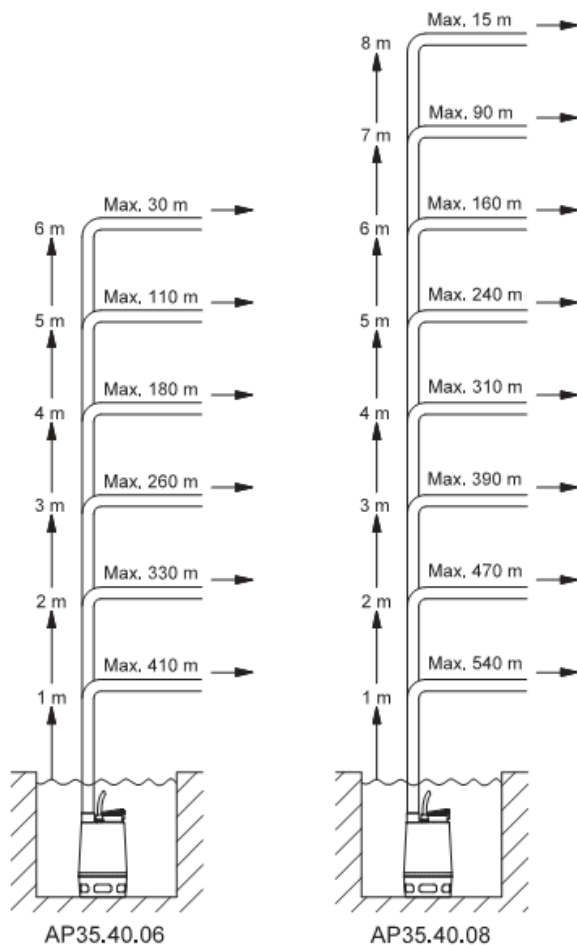 Max. 15 m
8 m
Max. 90 m
7 m
Max. 30 m
Max. 160 m
6 m
6 m
Max. 110 m
Max. 240 m
5 m
5 m
Max. 180 m
Max. 310 m
4 m
4 m
Max. 260 m
Max. 390 m
3 m
3 m
Max. 330 m
Max. 470 m
2 m
2 m
Max. 410 m
Max. 540 m
1 m
1 m
AP35.40.06
AP35.40.08